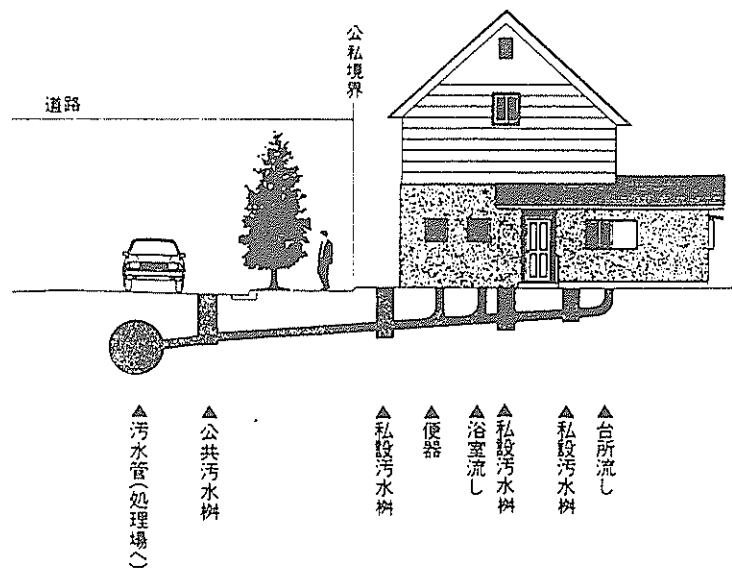 公私境界
道路
▲汚水管(処理場へ)
▲公共汚水桝
▲私設汚水桝
▲便器
▲浴室流し
▲私設汚水桝
▲私設汚水桝
▲台所流し